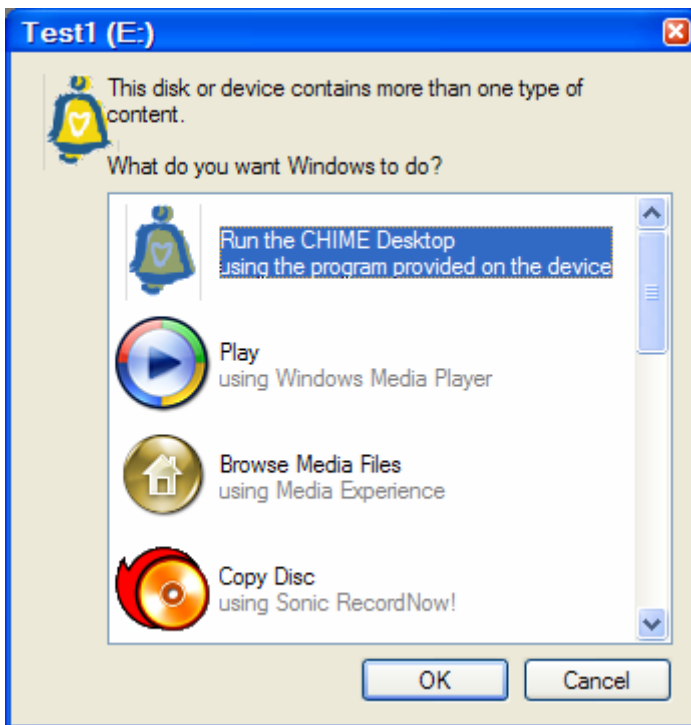 Test1 (E:)
This disk or device contains more than one type of
content.
What do you want Windows to do?
Run the CHIME Desktop
using the program provided on the device
Play
using Windows Media Player
Browse Media Files
using Media Experience
Copy Disc
using Sonic RecordNow!
OK Cancel